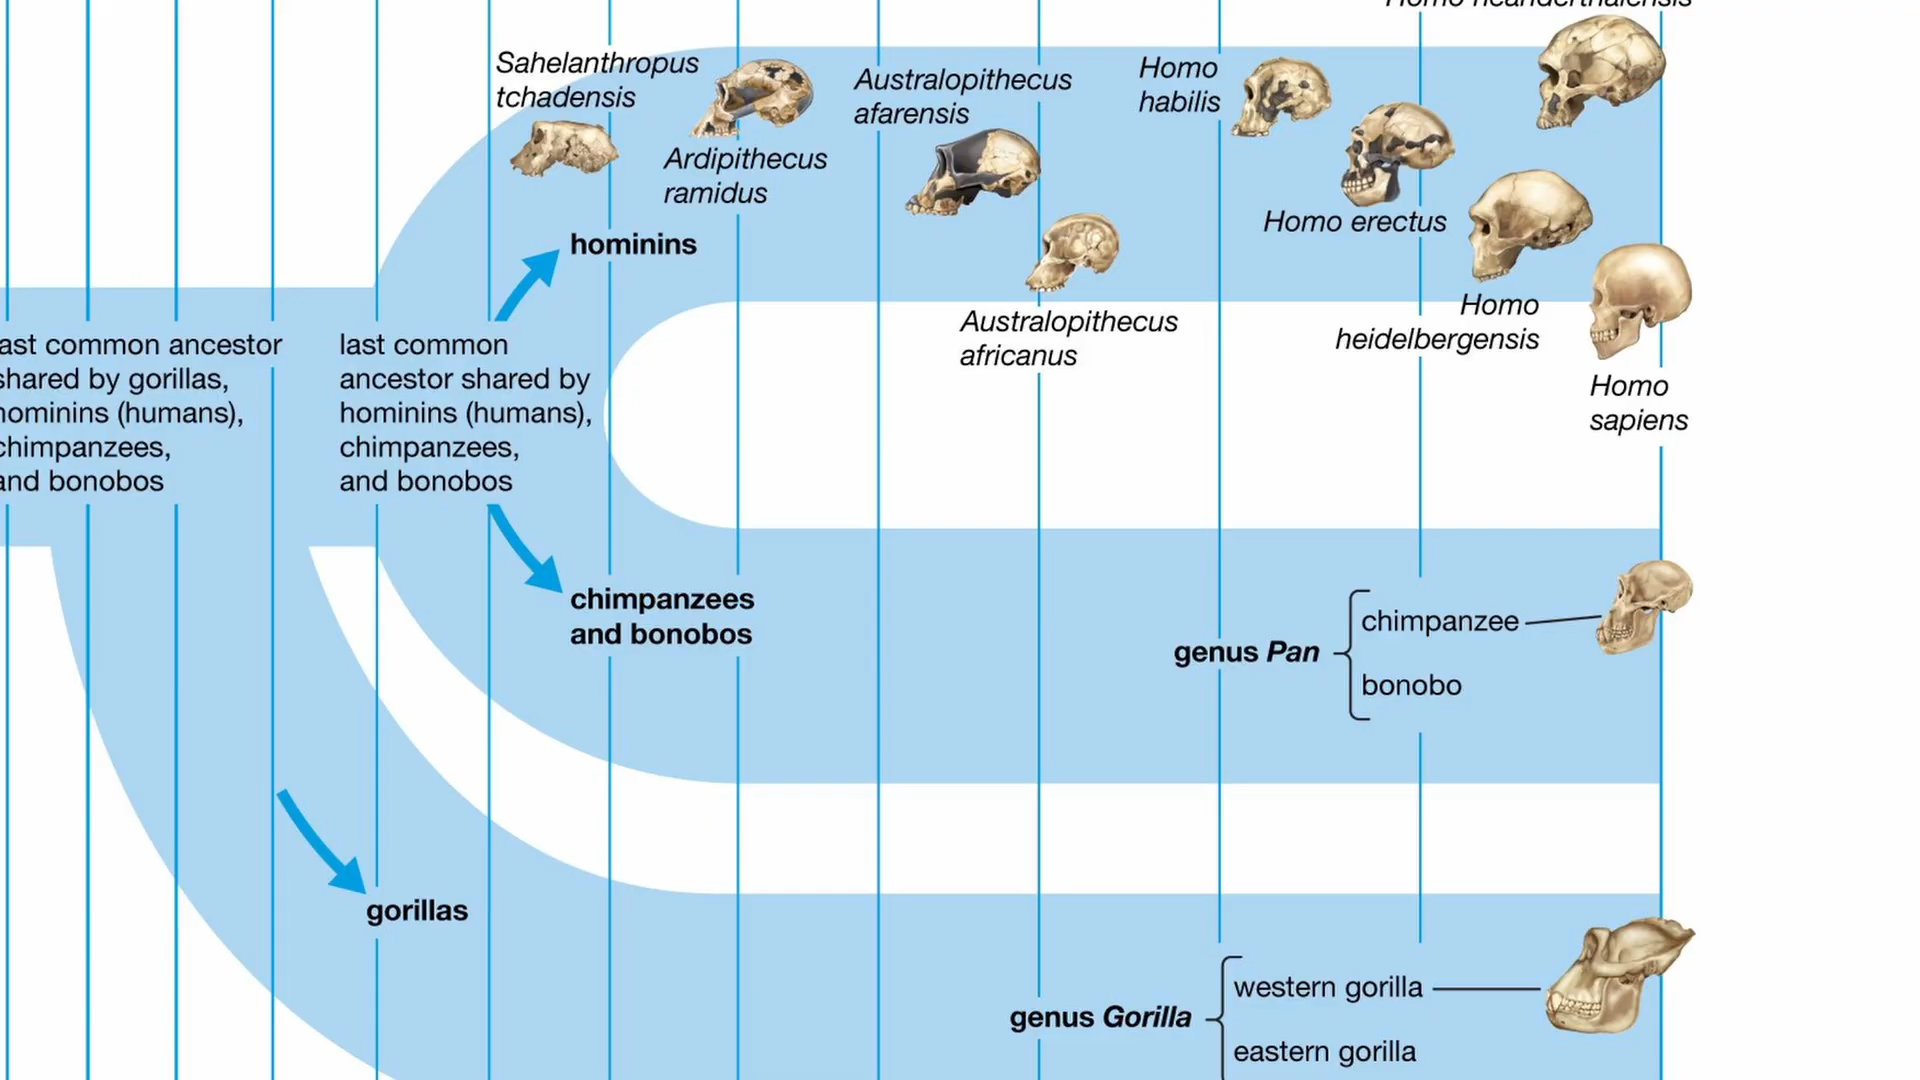 Homo neanderthalensis
Sahelanthropus
tchadensis
Ardipithecus
ramidus
Australopithecus
afarensis
Homo
habilis
Homo erectus
hominins
Australopithecus
africanus
Homo
heidelbergensis
Homo
sapiens
ast common ancestor
shared by gorillas,
hominins (humans),
chimpanzees,
and bonobos
last common
ancestor shared by
hominins (humans),
chimpanzees,
and bonobos
chimpanzees
and bonobos
genus Pan
chimpanzee
bonobo
gorillas
genus Gorilla
western gorilla
eastern gorilla